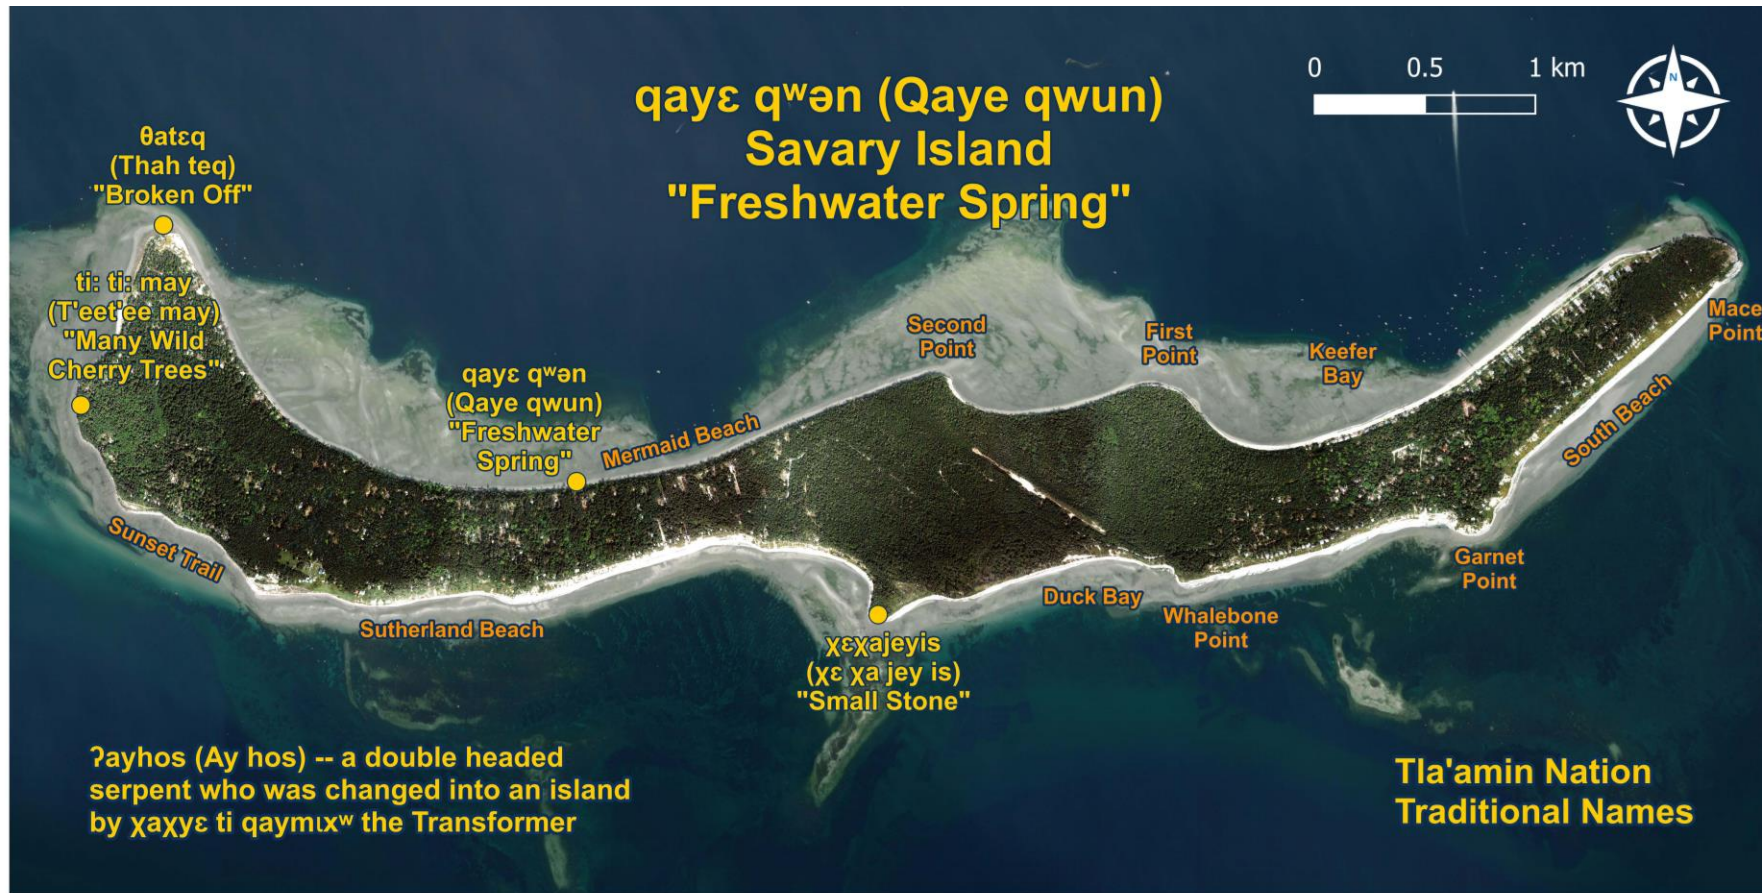 qayɛ qʷən (Qaye qwun)
Savary Island
"Freshwater Spring"
0 0.5 1 km
N
θatɛq
(Thah teq)
"Broken Off"
ti: ti: may
(T'eet'ee may)
"Many Wild
Cherry Trees"
qayɛ qʷən
(Qaye qwun)
"Freshwater
Spring"
Mermaid Beach
Second
Point
First
Point
Keefer
Bay
Mace
Point
South Beach
Garnet
Point
Whalebone
Point
Duck Bay
Sunset Trail
Sutherland Beach
χɛχajeyis
(χɛ χa jey is)
"Small Stone"
ʔayhos (Ay hos) -- a double headed
serpent who was changed into an island
by χaχyɛ ti qaymɩxʷ the Transformer
Tla'amin Nation
Traditional Names